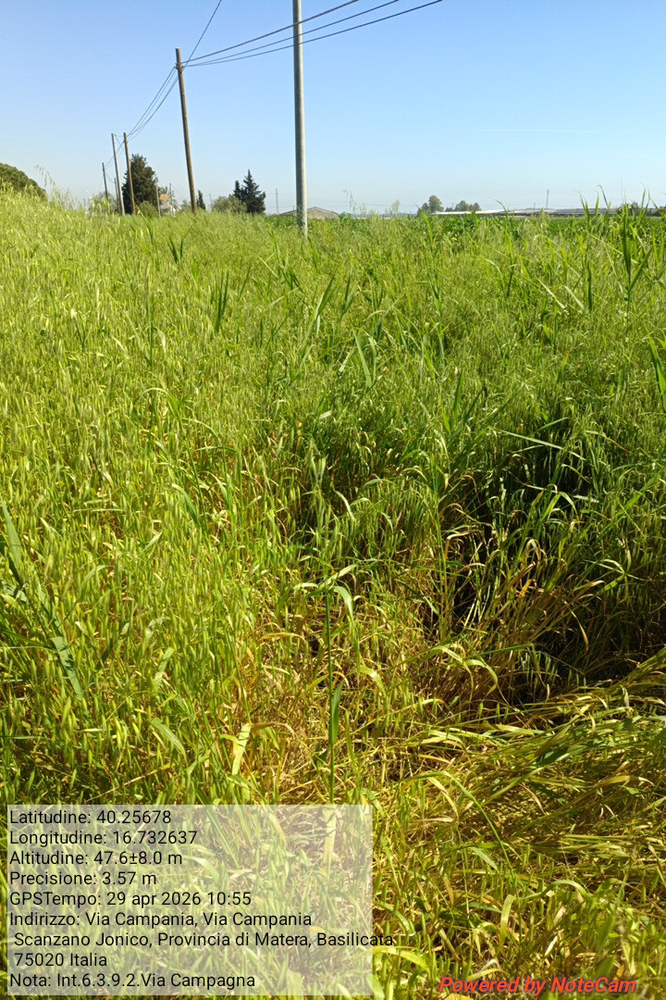 Latitudine: 40.25678
Longitudine: 16.732637
Altitudine: 47.6±8.0 m
Precisione: 3.57 m
GPSTempo: 29 apr 2026 10:55
Indirizzo: Via Campania, Via Campania
Scanzano Jonico, Provincia di Matera, Basilicata
75020 Italia
Nota: Int.6.3.9.2.Via Campagna
Powered by NoteCam